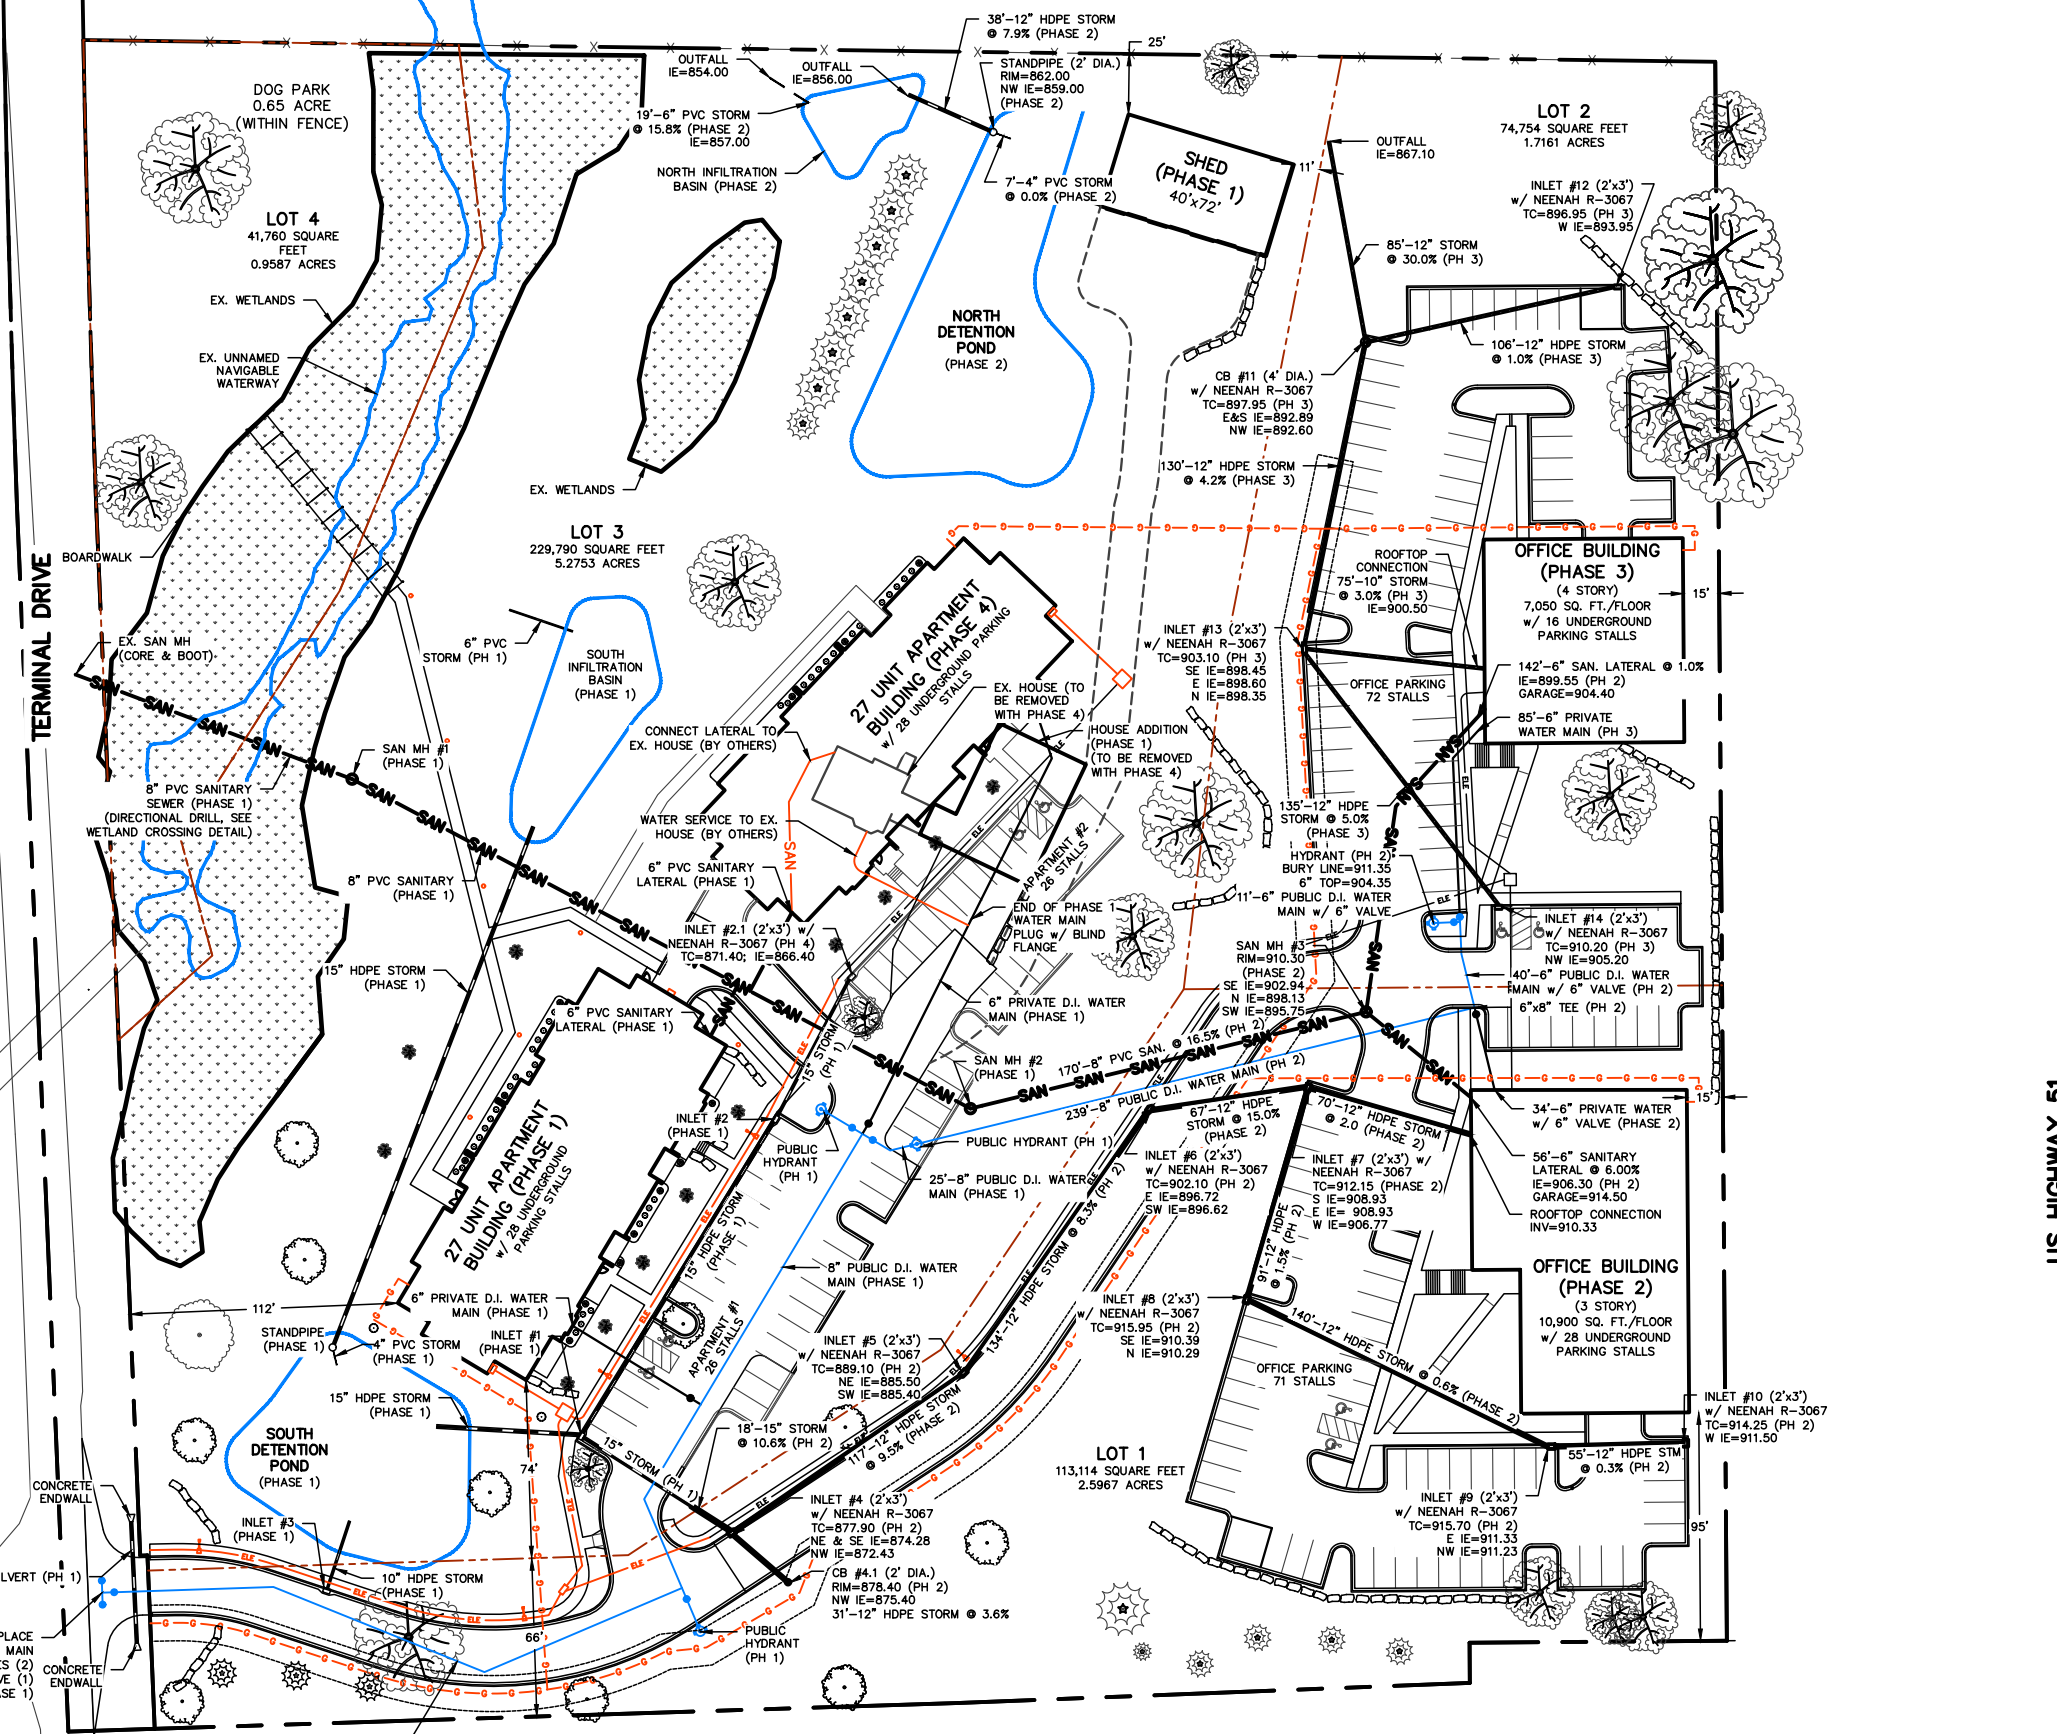 38'-12" HDPE STORM
@ 7.9% (PHASE 2)
25'
OUTFALL
IE=854.00
OUTFALL
IE=856.00
STANDPIPE (2' DIA.)
RIM=862.00
NW IE=859.00
(PHASE 2)
DOG PARK
0.65 ACRE
(WITHIN FENCE)
19'-6" PVC STORM
@ 15.8% (PHASE 2)
IE=857.00
NORTH INFILTRATION
BASIN (PHASE 2)
7'-4" PVC STORM
@ 0.0% (PHASE 2)
SHED
(PHASE 1)
40'x72'
11'
OUTFALL
IE=867.10
LOT 2
74,754 SQUARE FEET
1.7161 ACRES
INLET #12 (2'x3')
w/ NEENAH R-3067
TC=896.95 (PH 3)
W IE=893.95
LOT 4
41,760 SQUARE
FEET
0.9587 ACRES
85'-12" STORM
@ 30.0% (PH 3)
EX. WETLANDS
EX. UNNAMED
NAVIGABLE
WATERWAY
NORTH
DETENTION
POND
(PHASE 2)
106'-12" HDPE STORM
@ 1.0% (PHASE 3)
CB #11 (4' DIA.)
w/ NEENAH R-3067
TC=897.95 (PH 3)
E&S IE=892.89
NW IE=892.60
130'-12" HDPE STORM
@ 4.2% (PHASE 3)
EX. WETLANDS
LOT 3
229,790 SQUARE FEET
5.2753 ACRES
BOARDWALK
TERMINAL DRIVE
ROOFTOP
CONNECTION
75'-10" STORM
@ 3.0% (PH 3)
IE=900.50
OFFICE BUILDING
(PHASE 3)
(4 STORY)
7,050 SQ. FT./FLOOR
w/ 16 UNDERGROUND
PARKING STALLS
15'
EX. SAN MH
(CORE & BOOT)
6" PVC
STORM (PH 1)
SOUTH
INFILTRATION
BASIN
(PHASE 1)
27 UNIT APARTMENT
BUILDING (PHASE 4)
w/ 28 UNDERGROUND PARKING
STALLS
INLET #13 (2'x3')
w/ NEENAH R-3067
TC=903.10 (PH 3)
SE IE=898.45
E IE=898.60
N IE=898.35
OFFICE PARKING
72 STALLS
142'-6" SAN. LATERAL @ 1.0%
IE=899.55 (PH 2)
GARAGE=904.40
85'-6" PRIVATE
WATER MAIN (PH 3)
EX. HOUSE (TO
BE REMOVED
WITH PHASE 4)
HOUSE ADDITION
(PHASE 1)
(TO BE REMOVED
WITH PHASE 4)
CONNECT LATERAL TO
EX. HOUSE (BY OTHERS)
SAN MH #1
(PHASE 1)
8" PVC SANITARY
SEWER (PHASE 1)
(DIRECTIONAL DRILL, SEE
WETLAND CROSSING DETAIL)
WATER SERVICE TO EX.
HOUSE (BY OTHERS)
135'-12" HDPE
STORM @ 5.0%
(PHASE 3)
HYDRANT (PH 2)
BURY LINE=911.35
6" TOP=904.35
11'-6" PUBLIC D.I. WATER
MAIN w/ 6" VALVE
8" PVC SANITARY
(PHASE 1)
6" PVC SANITARY
LATERAL (PHASE 1)
APARTMENT #2
26 STALLS
END OF PHASE 1
WATER MAIN
PLUG w/ BLIND
FLANGE
INLET #2.1 (2'x3') w/
NEENAH R-3067 (PH 4)
TC=871.40; IE=866.40
SAN MH #3
RIM=910.30
(PHASE 2)
SE IE=902.94
N IE=898.13
SW IE=895.75
INLET #14 (2'x3')
w/ NEENAH R-3067
TC=910.20 (PH 3)
NW IE=905.20
40'-6" PUBLIC D.I. WATER
MAIN w/ 6" VALVE (PH 2)
6"x8" TEE (PH 2)
15" HDPE STORM
(PHASE 1)
6" PVC SANITARY
LATERAL (PHASE 1)
6" PRIVATE D.I. WATER
MAIN (PHASE 1)
15" STORM
(PH 1)
SAN MH #2
(PHASE 1)
170'-8" PVC SAN. @ 16.5% (PH 2)
239'-8" PUBLIC D.I. WATER MAIN (PH 2)
67'-12" HDPE
STORM @ 15.0%
(PHASE 2)
70'-12" HDPE STORM
@ 2.0 (PHASE 2)
15'
34'-6" PRIVATE WATER
w/ 6" VALVE (PHASE 2)
US HIGHWAY 51
INLET #2
(PHASE 1)
PUBLIC
HYDRANT
(PH 1)
PUBLIC HYDRANT (PH 1)
25'-8" PUBLIC D.I. WATER
MAIN (PHASE 1)
INLET #6 (2'x3')
w/ NEENAH R-3067
TC=902.10 (PH 2)
E IE=896.72
SW IE=896.62
INLET #7 (2'x3') w/
NEENAH R-3067
TC=912.15 (PHASE 2)
S IE=908.93
E IE= 908.93
W IE=906.77
56'-6" SANITARY
LATERAL @ 6.00%
IE=906.30 (PH 2)
GARAGE=914.50
ROOFTOP CONNECTION
INV=910.33
27 UNIT APARTMENT
BUILDING (PHASE 1)
w/ 28 UNDERGROUND
PARKING STALLS
15" HDPE STORM
(PHASE 1)
8" PUBLIC D.I. WATER
MAIN (PHASE 1)
134'-12" HDPE STORM @ 8.3% (PH 2)
91'-12" HDPE
@ 1.5% (PH 2)
OFFICE BUILDING
(PHASE 2)
(3 STORY)
10,900 SQ. FT./FLOOR
w/ 28 UNDERGROUND
PARKING STALLS
112'
6" PRIVATE D.I. WATER
MAIN (PHASE 1)
INLET #8 (2'x3')
w/ NEENAH R-3067
TC=915.95 (PH 2)
SE IE=910.39
N IE=910.29
140'-12" HDPE STORM @ 0.6% (PHASE 2)
STANDPIPE
(PHASE 1)
4" PVC STORM
(PHASE 1)
INLET #1
(PHASE 1)
APARTMENT #1
26 STALLS
INLET #5 (2'x3')
w/ NEENAH R-3067
TC=889.10 (PH 2)
NE IE=885.50
SW IE=885.40
OFFICE PARKING
71 STALLS
15" HDPE STORM
(PHASE 1)
18'-15" STORM
@ 10.6% (PH 2)
117'-12" HDPE STORM
@ 9.5% (PHASE 2)
INLET #10 (2'x3')
w/ NEENAH R-3067
TC=914.25 (PH 2)
W IE=911.50
SOUTH
DETENTION
POND
(PHASE 1)
74'
15" STORM (PH 1)
LOT 1
113,114 SQUARE FEET
2.5967 ACRES
55'-12" HDPE STM
@ 0.3% (PH 2)
CONCRETE
ENDWALL
INLET #3
(PHASE 1)
INLET #4 (2'x3')
w/ NEENAH R-3067
TC=877.90 (PH 2)
NE & SE IE=874.28
NW IE=872.43
INLET #9 (2'x3')
w/ NEENAH R-3067
TC=915.70 (PH 2)
E IE=911.33
NW IE=911.23
95'
LVERT (PH 1)
10" HDPE STORM
(PHASE 1)
CB #4.1 (2' DIA.)
RIM=878.40 (PH 2)
NW IE=875.40
31'-12" HDPE STORM @ 3.6%
66'
PUBLIC
HYDRANT
(PH 1)
PLACE
MAIN
ES (2)
VE (1)
ASE 1)
CONCRETE
ENDWALL